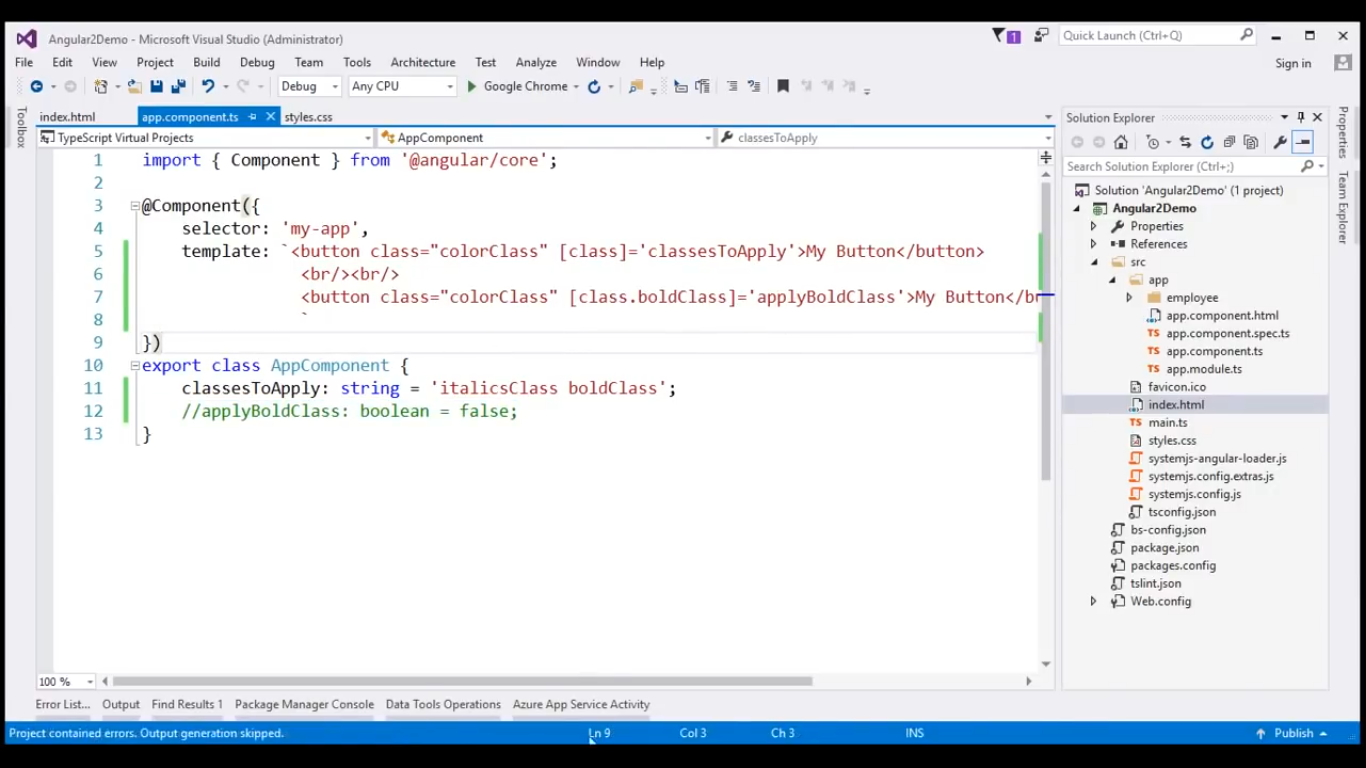 Angular2Demo - Microsoft Visual Studio (Administrator)
1
Quick Launch (Ctrl+Q)
File Edit View Project Build Debug Team Tools Architecture Test Analyze Window Help
Sign in
Debug Any CPU Google Chrome
Toolbox
index.html app.component.ts styles.css
TypeScript Virtual Projects AppComponent classesToApply
1 import { Component } from '@angular/core';
2
3 @Component({
4 selector: 'my-app',
5 template: `<button class="colorClass" [class]='classesToApply'>My Button</button>
6 <br/><br/>
7 <button class="colorClass" [class.boldClass]='applyBoldClass'>My Button</b
8 `
9 })
10 export class AppComponent {
11 classesToApply: string = 'italicsClass boldClass';
12 //applyBoldClass: boolean = false;
13 }
100 %
Solution Explorer
Search Solution Explorer (Ctrl+;)
Solution 'Angular2Demo' (1 project)
Angular2Demo
Properties
References
src
app
employee
app.component.html
TS app.component.spec.ts
TS app.component.ts
TS app.module.ts
favicon.ico
index.html
TS main.ts
styles.css
systemjs-angular-loader.js
systemjs.config.extras.js
systemjs.config.js
tsconfig.json
bs-config.json
package.json
packages.config
tslint.json
Web.config
Properties
Team Explorer
Error List... Output Find Results 1 Package Manager Console Data Tools Operations Azure App Service Activity
Project contained errors. Output generation skipped. Ln 9 Col 3 Ch 3 INS Publish